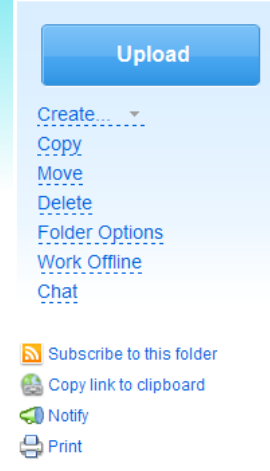 Upload
Create...
Copy
Move
Delete
Folder Options
Work Offline
Chat
Subscribe to this folder
Copy link to clipboard
Notify
Print